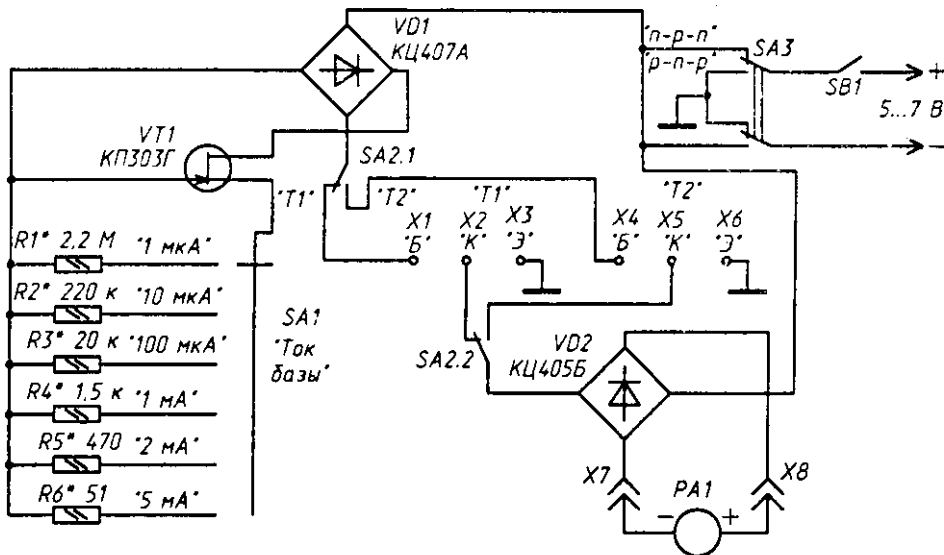 VD1
КЦ407А
"п-р-п"
"р-п-р"
SA3
SB1
+
5...7 В
–
VT1
КП303Г
SA2.1
"Т1"
"Т2"
"Т1"
"Т2"
X1
"Б"
X2
"К"
X3
"Э"
X4
"Б"
X5
"К"
X6
"Э"
R1* 2,2 М "1 мкА"
R2* 220 к "10 мкА"
R3* 20 к "100 мкА"
R4* 1,5 к "1 мА"
R5* 470 "2 мА"
R6* 51 "5 мА"
SA1
"Ток
базы"
SA2.2
VD2
КЦ405Б
X7
X8
PA1
– +